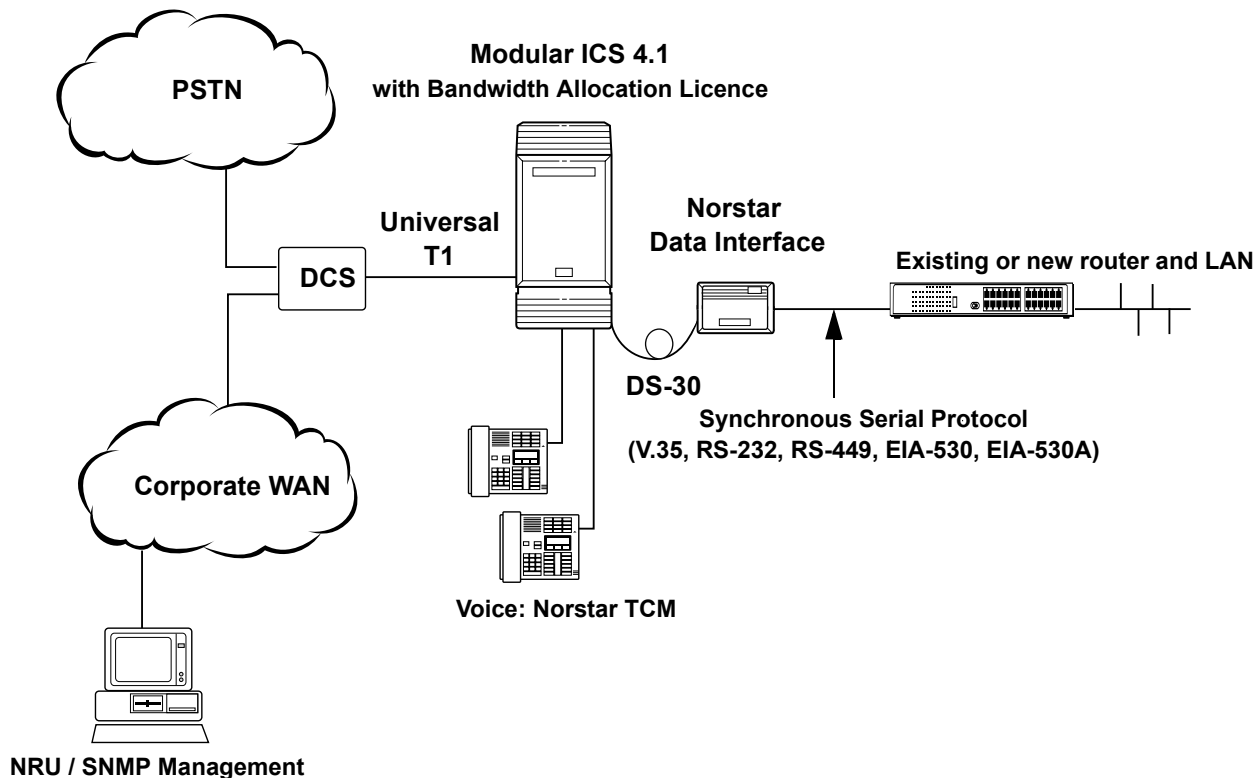 PSTN
Modular ICS 4.1
with Bandwidth Allocation Licence
Universal
T1
DCS
Norstar
Data Interface
Existing or new router and LAN
DS-30
Synchronous Serial Protocol
(V.35, RS-232, RS-449, EIA-530, EIA-530A)
Corporate WAN
Voice: Norstar TCM
NRU / SNMP Management